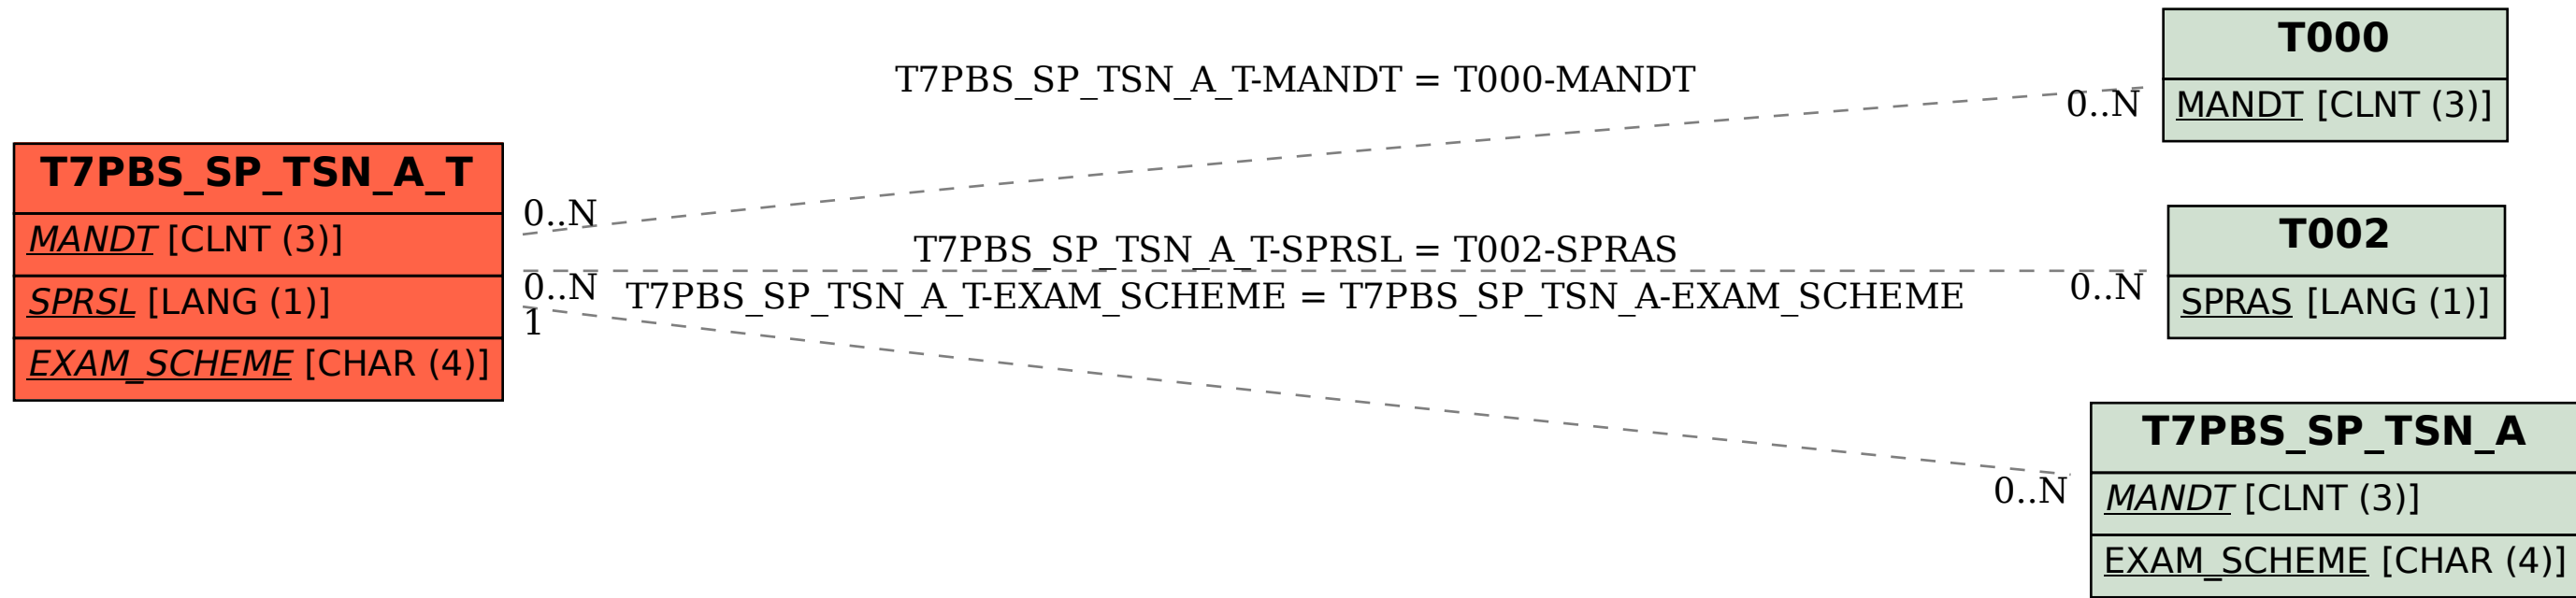 T000
MANDT [CLNT (3)]
T7PBS_SP_TSN_A_T-MANDT = T000-MANDT
0..N
T7PBS_SP_TSN_A_T
MANDT [CLNT (3)]
SPRSL [LANG (1)]
EXAM_SCHEME [CHAR (4)]
0..N
T7PBS_SP_TSN_A_T-SPRSL = T002-SPRAS
0..N
0..N
T002
SPRAS [LANG (1)]
T7PBS_SP_TSN_A_T-EXAM_SCHEME = T7PBS_SP_TSN_A-EXAM_SCHEME
1
0..N
T7PBS_SP_TSN_A
MANDT [CLNT (3)]
EXAM_SCHEME [CHAR (4)]